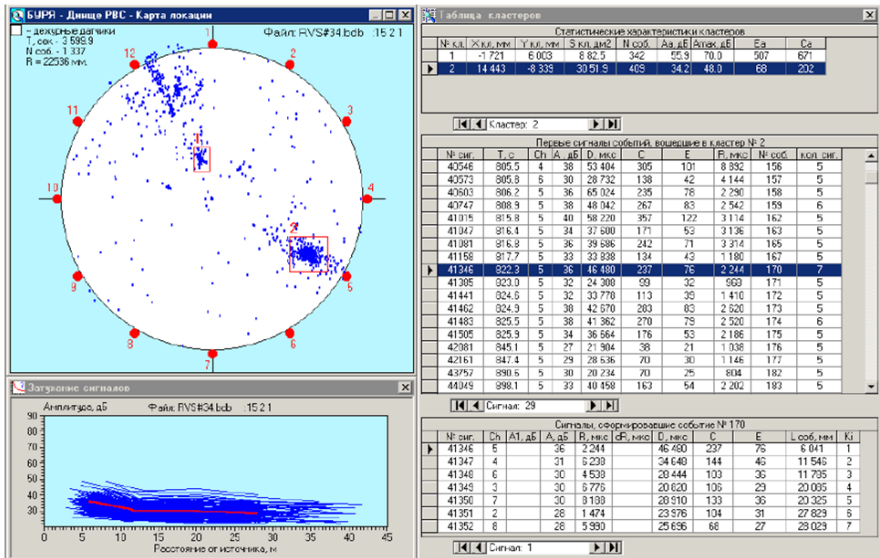 БУРЯ - Днище РВС - Карта локации
- дежурные датчики
Т, сек - 3 599.9
N соб. - 1 337
R = 22536 мм.
Файл: RVS#34.bdb :15 2 1
1
2
3
4
5
6
7
8
9
10
11
12
1
2
Затухание сигналов
Амплитуда, дБ Файл: RVS#34.bdb :15 2 1
90
80
70
60
50
40
30
0 5 10 15 20 25 30 35 40 45
Расстояние от источника, м
Таблица кластеров
Статистические характеристики кластеров
№ кл. X кл, мм Y кл, мм S кл, дм2 N соб. Аа, дБ Amax, дБ Ea Ca
1 -1 721 6 003 8 82.5 342 55.9 70.0 507 671
2 14 443 -8 339 30 51.9 409 34.2 48.0 68 202
Кластер: 2
Первые сигналы событий, вошедшие в кластер № 2
№ сиг. Т, с Ch А, дБ D, мкс C E R, мкс № соб. кол. сиг.
40546 805.5 4 38 53 404 305 101 8 892 156 5
40573 805.8 6 30 28 732 138 42 4 144 157 5
40603 806.2 5 36 65 024 235 78 2 290 158 5
40747 808.9 5 38 48 042 267 83 2 542 159 6
41015 815.8 5 40 58 220 357 122 3 114 162 5
41047 816.4 5 34 37 600 171 53 3 136 163 5
41081 816.8 5 36 39 686 242 71 3 314 165 5
41158 817.7 5 33 33 838 134 43 1 180 167 5
41346 822.3 5 36 46 480 237 76 2 244 170 7
41385 823.0 5 32 24 308 99 32 968 171 5
41441 824.6 5 32 33 778 113 39 1 410 172 5
41462 824.9 5 38 42 670 283 83 2 620 173 5
41483 825.5 5 38 41 362 270 79 2 520 174 6
41505 825.9 5 34 36 664 176 53 2 186 175 5
42081 845.1 5 27 21 904 38 21 1 038 176 5
42161 847.4 5 29 28 636 70 30 1 146 177 5
43757 890.6 5 30 20 234 70 25 804 182 5
44049 898.1 5 33 40 458 163 54 2 202 183 5
Сигнал: 29
Сигналы, сформировавшие событие № 170
№ сиг. Ch A1, дБ А, дБ R, мкс dR, мкс D, мкс C E L соб, мм Ki
41346 5 36 2 244 46 480 237 76 6 041 1
41347 4 31 6 238 34 648 144 46 11 546 2
41348 6 30 4 538 28 444 103 36 11 785 3
41349 3 30 6 776 20 820 106 29 20 085 4
41350 7 30 8 188 28 910 133 36 20 325 5
41351 2 28 1 474 23 976 104 31 27 829 6
41352 8 28 5 990 25 696 68 27 28 029 7
Сигнал: 1